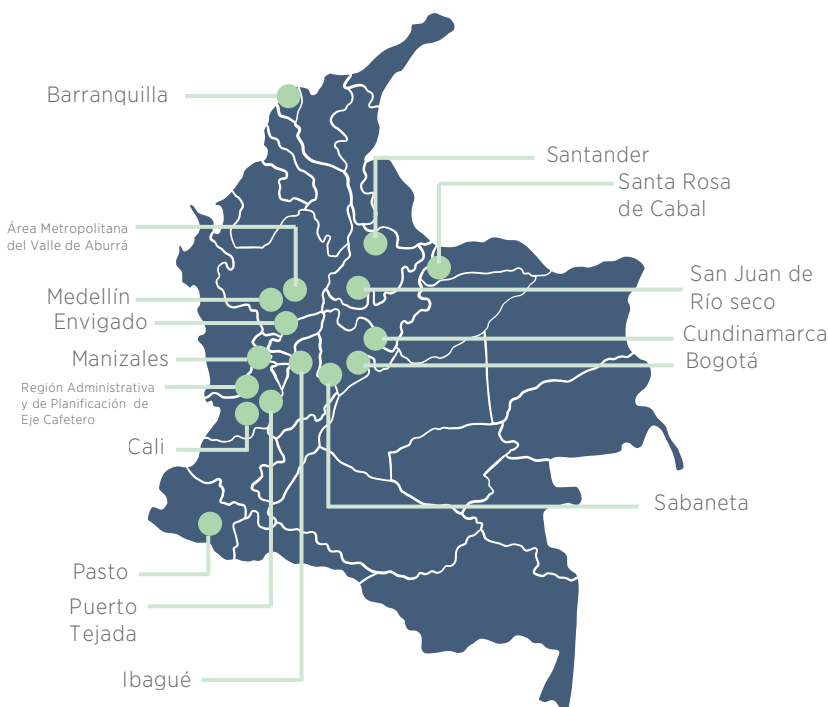 Barranquilla
Santander
Santa Rosa
de Cabal
Área Metropolitana
del Valle de Aburrá
San Juan de
Río seco
Medellín
Envigado
Cundinamarca
Manizales
Bogotá
Región Administrativa
y de Planificación de
Eje Cafetero
Cali
Sabaneta
Pasto
Puerto
Tejada
Ibagué